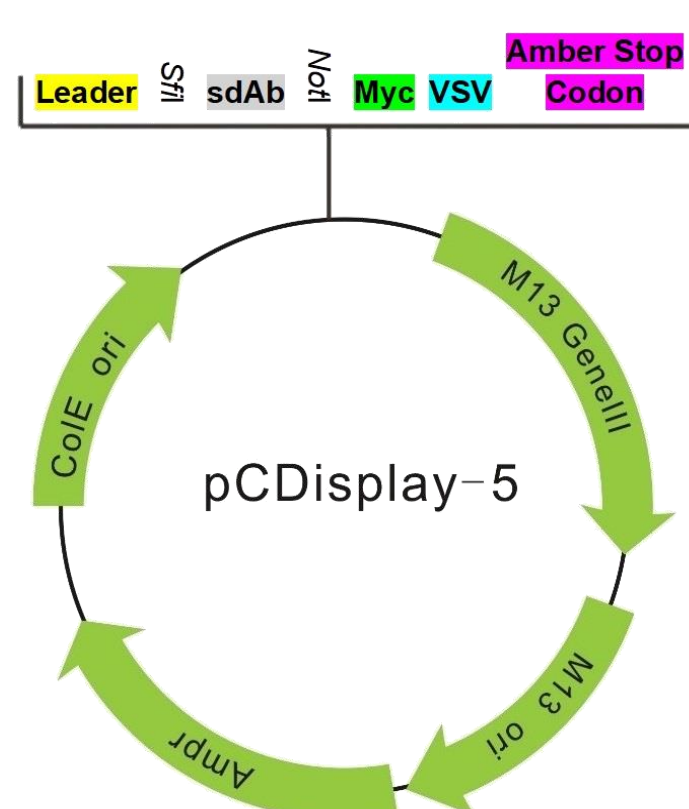 Amber Stop
Leader SfiI sdAb NotI Myc VSV Codon
M13 GeneIII
ColE ori
pCDisplay-5
M13 ori
Ampr